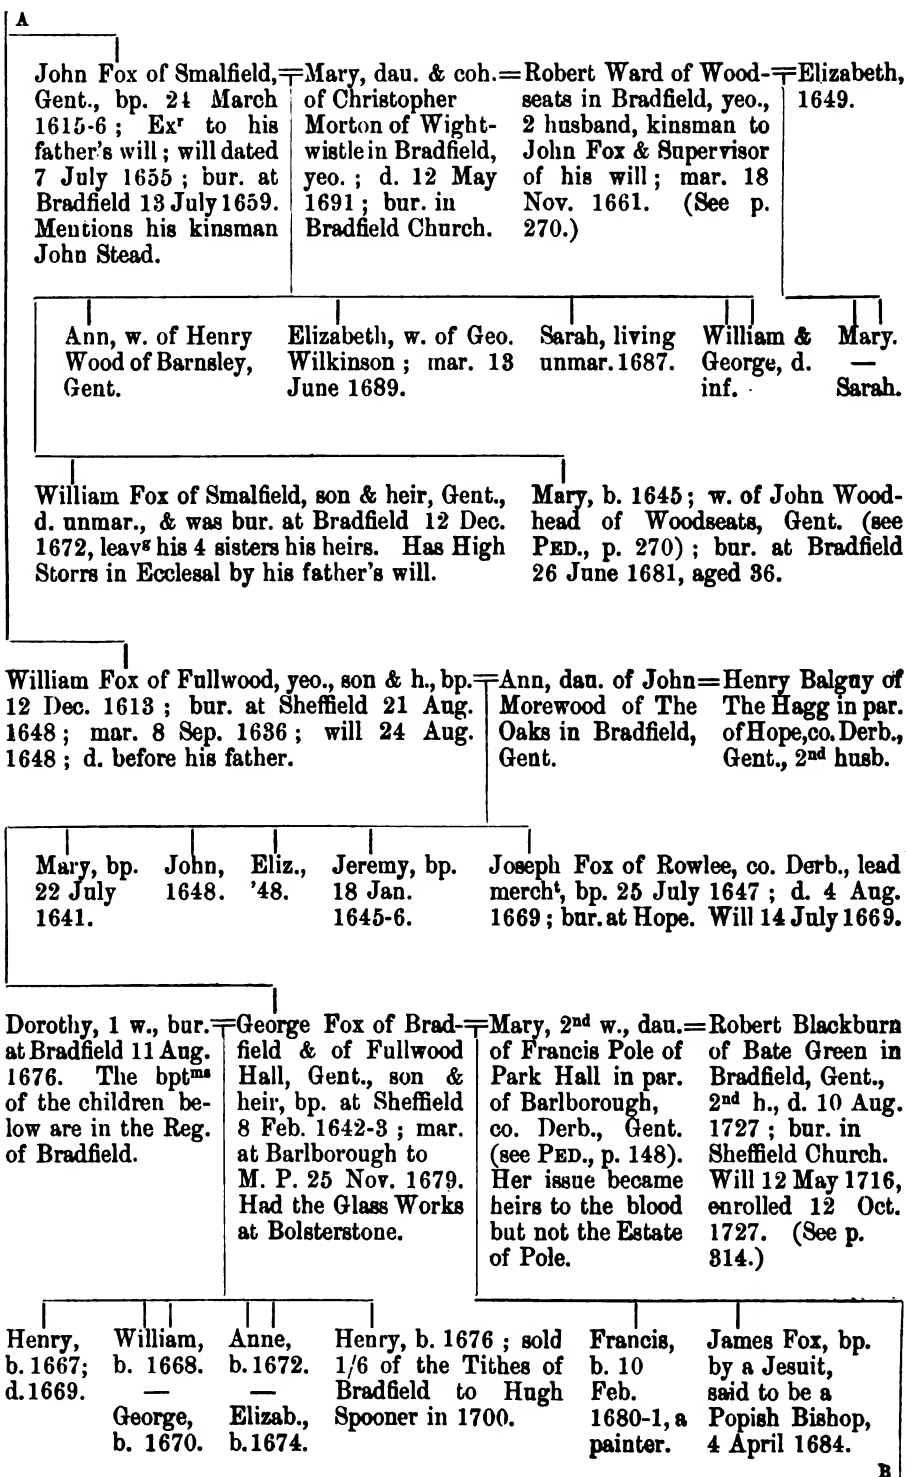 A
John Fox of Smalfield,
Gent., bp. 24 March
1615-6 ; Exʳ to his
father's will ; will dated
7 July 1655 ; bur. at
Bradfield 13 July 1659.
Mentions his kinsman
John Stead.
=Mary, dau. & coh.
of Christopher
Morton of Wight-
wistle in Bradfield,
yeo. ; d. 12 May
1691 ; bur. in
Bradfield Church.
=Robert Ward of Wood-
seats in Bradfield, yeo.,
2 husband, kinsman to
John Fox & Supervisor
of his will ; mar. 18
Nov. 1661. (See p.
270.)
=Elizabeth,
1649.
Ann, w. of Henry
Wood of Barnsley,
Gent.
Elizabeth, w. of Geo.
Wilkinson ; mar. 13
June 1689.
Sarah, living
unmar. 1687.
William &
George, d.
inf.
Mary.
—
Sarah.
William Fox of Smalfield, son & heir, Gent.,
d. unmar., & was bur. at Bradfield 12 Dec.
1672, leavᵍ his 4 sisters his heirs. Has High
Storrs in Ecclesal by his father's will.
Mary, b. 1645 ; w. of John Wood-
head of Woodseats, Gent. (see
PED., p. 270) ; bur. at Bradfield
26 June 1681, aged 36.
William Fox of Fullwood, yeo., son & h., bp.
12 Dec. 1613 ; bur. at Sheffield 21 Aug.
1648 ; mar. 8 Sep. 1636 ; will 24 Aug.
1648 ; d. before his father.
=Ann, dau. of John
Morewood of The
Oaks in Bradfield,
Gent.
=Henry Balguy of
The Hagg in par.
of Hope, co. Derb.,
Gent., 2ⁿᵈ husb.
Mary, bp.
22 July
1641.
John,
1648.
Eliz.,
'48.
Jeremy, bp.
18 Jan.
1645-6.
Joseph Fox of Rowlee, co. Derb., lead
merchᵗ, bp. 25 July 1647 ; d. 4 Aug.
1669 ; bur. at Hope. Will 14 July 1669.
Dorothy, 1 w., bur.
at Bradfield 11 Aug.
1676. The bptᵐˢ
of the children be-
low are in the Reg.
of Bradfield.
=George Fox of Brad-
field & of Fullwood
Hall, Gent., son &
heir, bp. at Sheffield
8 Feb. 1642-3 ; mar.
at Barlborough to
M. P. 25 Nov. 1679.
Had the Glass Works
at Bolsterstone.
=Mary, 2ⁿᵈ w., dau.
of Francis Pole of
Park Hall in par.
of Barlborough,
co. Derb., Gent.
(see PED., p. 148).
Her issue became
heirs to the blood
but not the Estate
of Pole.
=Robert Blackburn
of Bate Green in
Bradfield, Gent.,
2ⁿᵈ h., d. 10 Aug.
1727 ; bur. in
Sheffield Church.
Will 12 May 1716,
enrolled 12 Oct.
1727. (See p.
314.)
Henry,
b. 1667;
d. 1669.
William,
b. 1668.
—
George,
b. 1670.
Anne,
b. 1672.
—
Elizab.,
b. 1674.
Henry, b. 1676 ; sold
1/6 of the Tithes of
Bradfield to Hugh
Spooner in 1700.
Francis,
b. 10
Feb.
1680-1, a
painter.
James Fox, bp.
by a Jesuit,
said to be a
Popish Bishop,
4 April 1684.
B